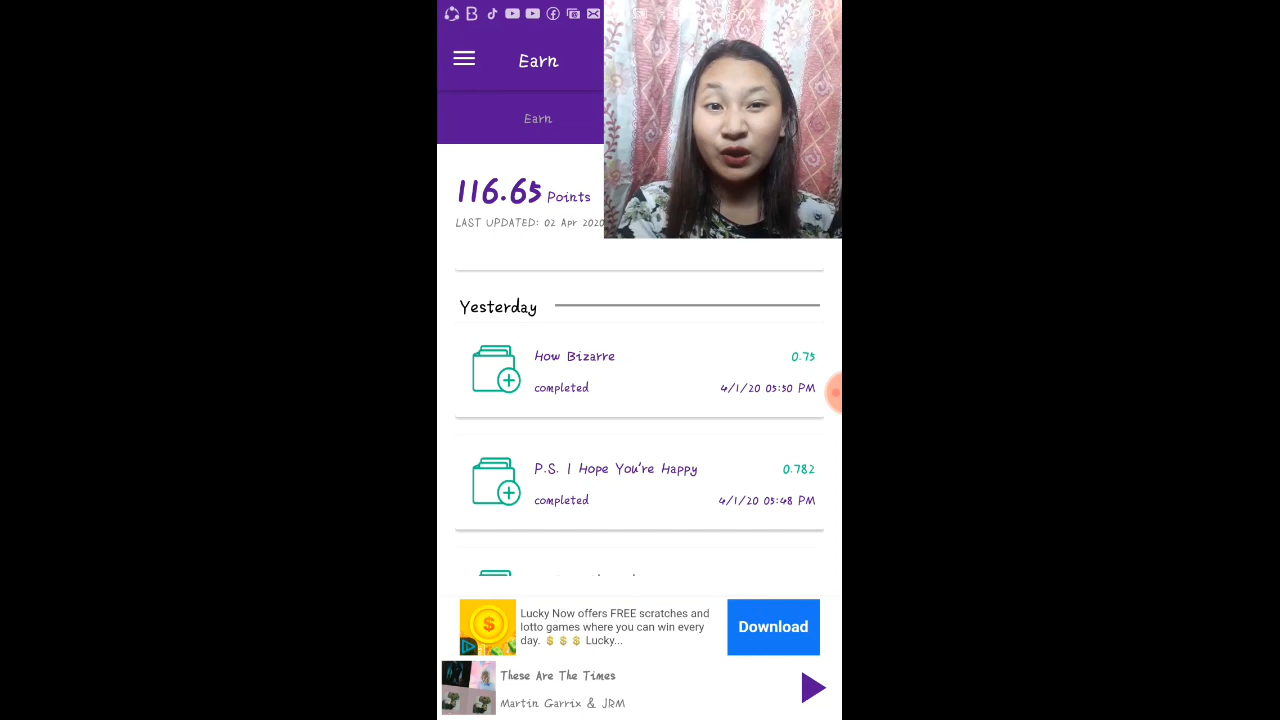 Earn
Earn
116.65 Points
LAST UPDATED: 02 Apr 2020
Yesterday
How Bizarre 0.75
completed 4/1/20 05:50 PM
P.S. I Hope You're Happy 0.782
completed 4/1/20 05:48 PM
Lucky Now offers FREE scratches and
lotto games where you can win every
day. $ $ $ Lucky...
Download
These Are The Times
Martin Garrix & JRM